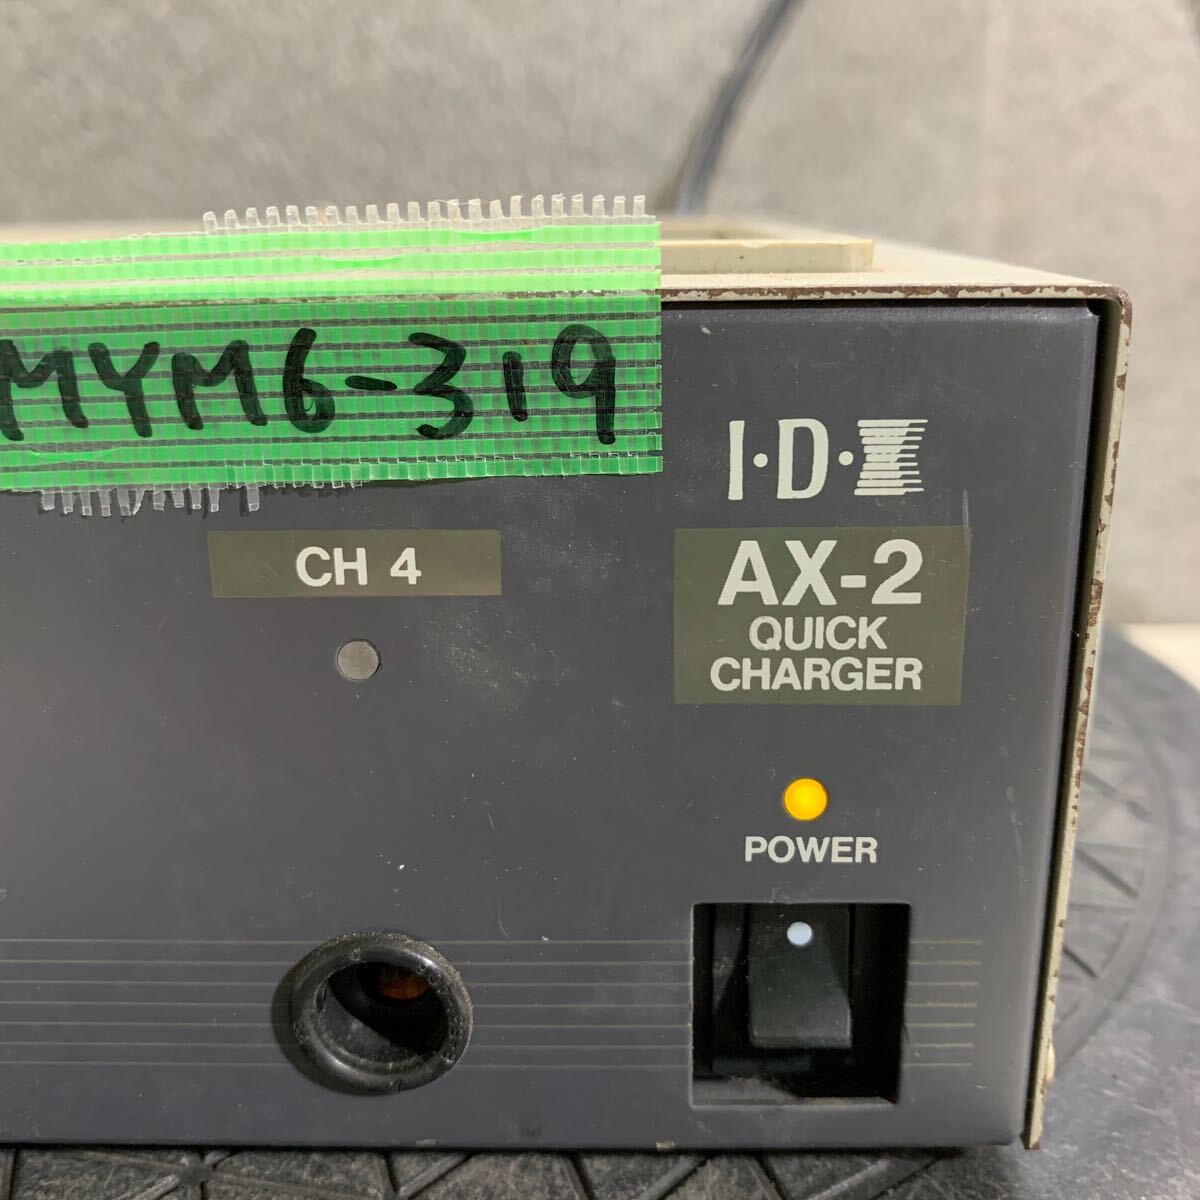 MYM6-319
I·D·X
CH 4
AX-2
QUICK
CHARGER
POWER